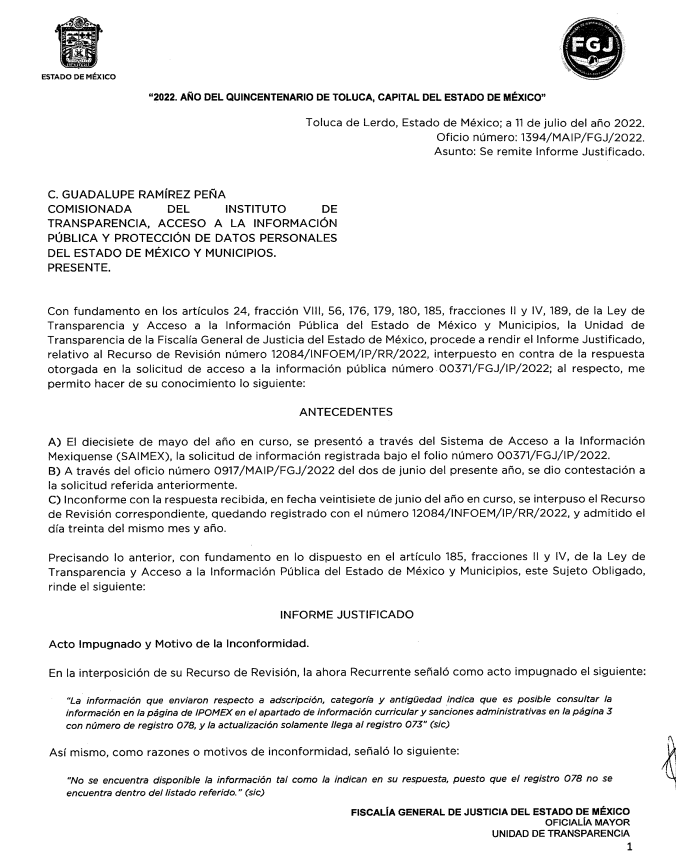 ESTADO DE MÉXICO
FGJ
"2022. AÑO DEL QUINCENTENARIO DE TOLUCA, CAPITAL DEL ESTADO DE MÉXICO"
Toluca de Lerdo, Estado de México; a 11 de julio del año 2022.
Oficio número: 1394/MAIP/FGJ/2022.
Asunto: Se remite Informe Justificado.
C. GUADALUPE RAMÍREZ PEÑA
COMISIONADA DEL INSTITUTO DE
TRANSPARENCIA, ACCESO A LA INFORMACIÓN
PÚBLICA Y PROTECCIÓN DE DATOS PERSONALES
DEL ESTADO DE MÉXICO Y MUNICIPIOS.
PRESENTE.
Con fundamento en los artículos 24, fracción VIII, 56, 176, 179, 180, 185, fracciones II y IV, 189, de la Ley de
Transparencia y Acceso a la Información Pública del Estado de México y Municipios, la Unidad de
Transparencia de la Fiscalía General de Justicia del Estado de México, procede a rendir el Informe Justificado,
relativo al Recurso de Revisión número 12084/INFOEM/IP/RR/2022, interpuesto en contra de la respuesta
otorgada en la solicitud de acceso a la información pública número 00371/FGJ/IP/2022; al respecto, me
permito hacer de su conocimiento lo siguiente:
ANTECEDENTES
A) El diecisiete de mayo del año en curso, se presentó a través del Sistema de Acceso a la Información
Mexiquense (SAIMEX), la solicitud de información registrada bajo el folio número 00371/FGJ/IP/2022.
B) A través del oficio número 0917/MAIP/FGJ/2022 del dos de junio del presente año, se dio contestación a
la solicitud referida anteriormente.
C) Inconforme con la respuesta recibida, en fecha veintisiete de junio del año en curso, se interpuso el Recurso
de Revisión correspondiente, quedando registrado con el número 12084/INFOEM/IP/RR/2022, y admitido el
día treinta del mismo mes y año.
Precisando lo anterior, con fundamento en lo dispuesto en el artículo 185, fracciones II y IV, de la Ley de
Transparencia y Acceso a la Información Pública del Estado de México y Municipios, este Sujeto Obligado,
rinde el siguiente:
INFORME JUSTIFICADO
Acto Impugnado y Motivo de la Inconformidad.
En la interposición de su Recurso de Revisión, la ahora Recurrente señaló como acto impugnado el siguiente:
"La información que enviaron respecto a adscripción, categoría y antigüedad indica que es posible consultar la
información en la página de IPOMEX en el apartado de información curricular y sanciones administrativas en la página 3
con número de registro 078, y la actualización solamente llega al registro 073" (sic)
Así mismo, como razones o motivos de inconformidad, señaló lo siguiente:
"No se encuentra disponible la información tal como la indican en su respuesta, puesto que el registro 078 no se
encuentra dentro del listado referido." (sic)
FISCALÍA GENERAL DE JUSTICIA DEL ESTADO DE MÉXICO
OFICIALÍA MAYOR
UNIDAD DE TRANSPARENCIA
1